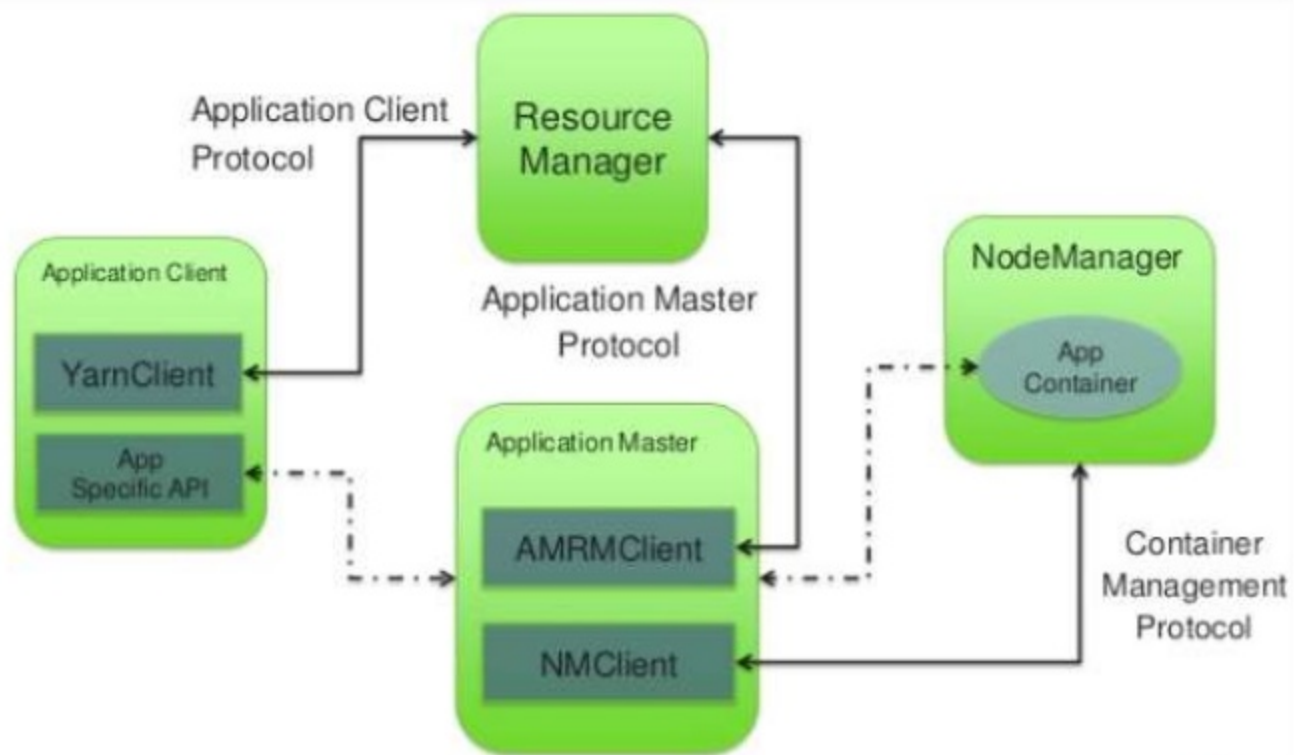 Application Client
Protocol
Resource
Manager
Application Client
YarnClient
App
Specific API
Application Master
Protocol
NodeManager
App
Container
Application Master
AMRMClient
NMClient
Container
Management
Protocol